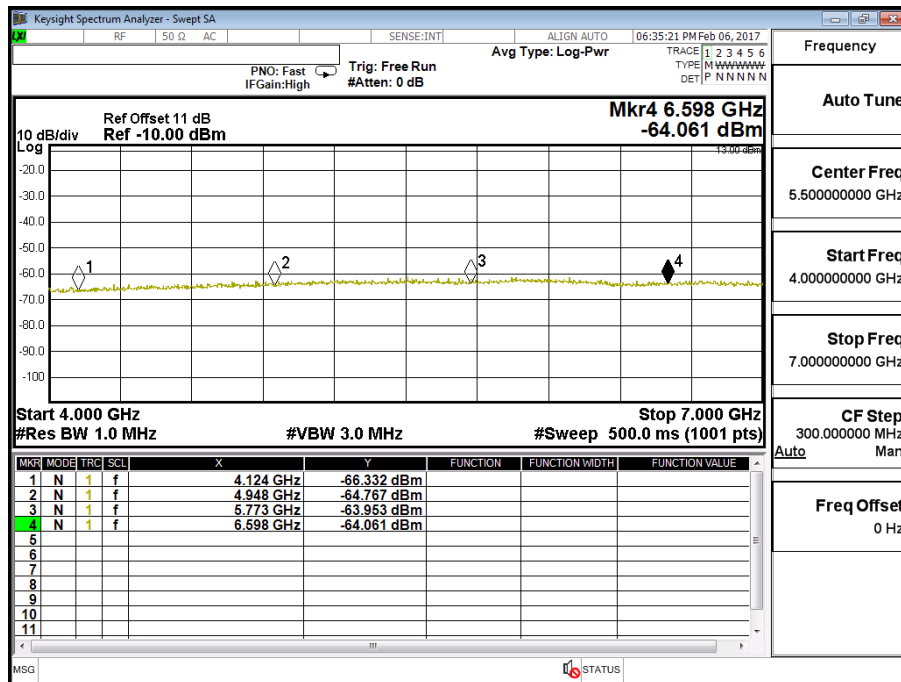 Keysight Spectrum Analyzer - Swept SA
LXI RF 50 Ω AC SENSE:INT ALIGN AUTO 06:35:21 PM Feb 06, 2017
Avg Type: Log-Pwr TRACE 1 2 3 4 5 6
PNO: Fast Trig: Free Run TYPE M W W W W W
IFGain:High #Atten: 0 dB DET P N N N N N
Ref Offset 11 dB Mkr4 6.598 GHz
10 dB/div Ref -10.00 dBm -64.061 dBm
Log
-13.00 dBm
-20.0
-30.0
-40.0
-50.0
-60.0
-70.0
-80.0
-90.0
-100
1 2 3 4
Start 4.000 GHz Stop 7.000 GHz
#Res BW 1.0 MHz #VBW 3.0 MHz #Sweep 500.0 ms (1001 pts)
MKR MODE TRC SCL X Y FUNCTION FUNCTION WIDTH FUNCTION VALUE
1 N 1 f 4.124 GHz -66.332 dBm
2 N 1 f 4.948 GHz -64.767 dBm
3 N 1 f 5.773 GHz -63.953 dBm
4 N 1 f 6.598 GHz -64.061 dBm
5
6
7
8
9
10
11
MSG STATUS
Frequency
Auto Tune
Center Freq
5.500000000 GHz
Start Freq
4.000000000 GHz
Stop Freq
7.000000000 GHz
CF Step
300.000000 MHz
Auto Man
Freq Offset
0 Hz